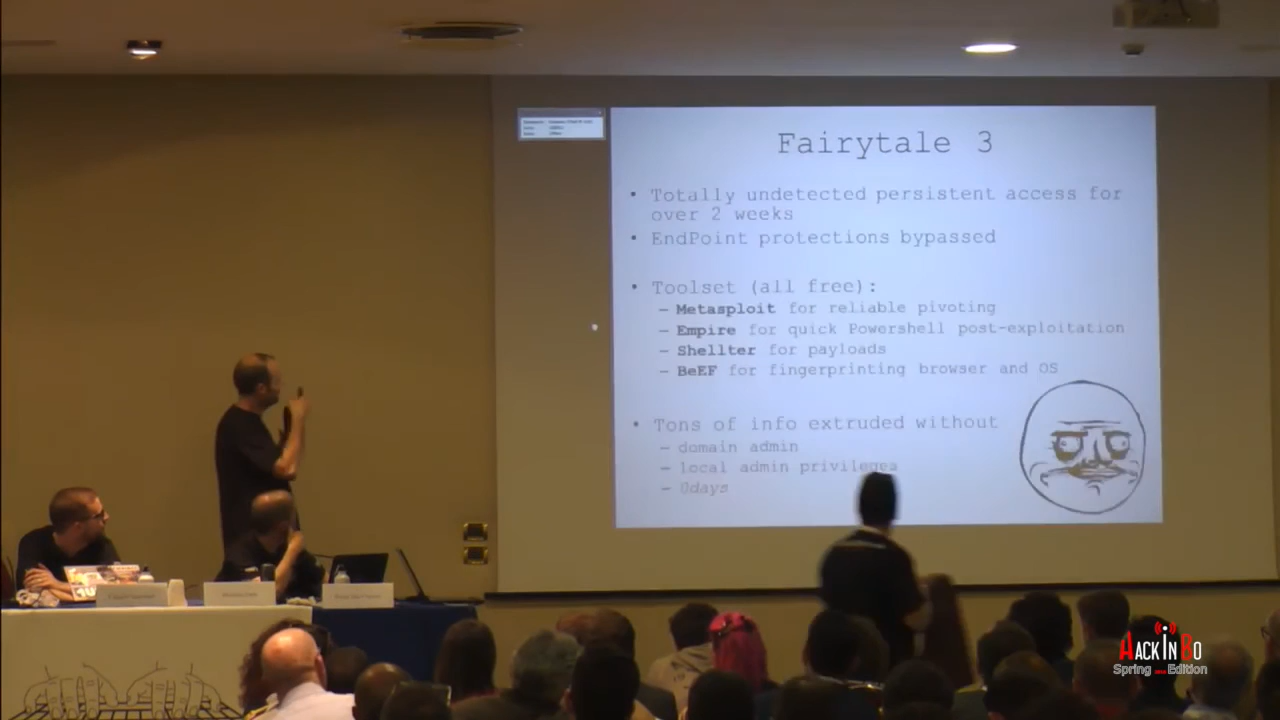 Fairytale 3
• Totally undetected persistent access for
over 2 weeks
• EndPoint protections bypassed
• Toolset (all free):
– Metasploit for reliable pivoting
– Empire for quick Powershell post-exploitation
– Shellter for payloads
– BeEF for fingerprinting browser and OS
• Tons of info extruded without
– domain admin
– local admin privileges
– 0days
HackInBo
Spring Edition